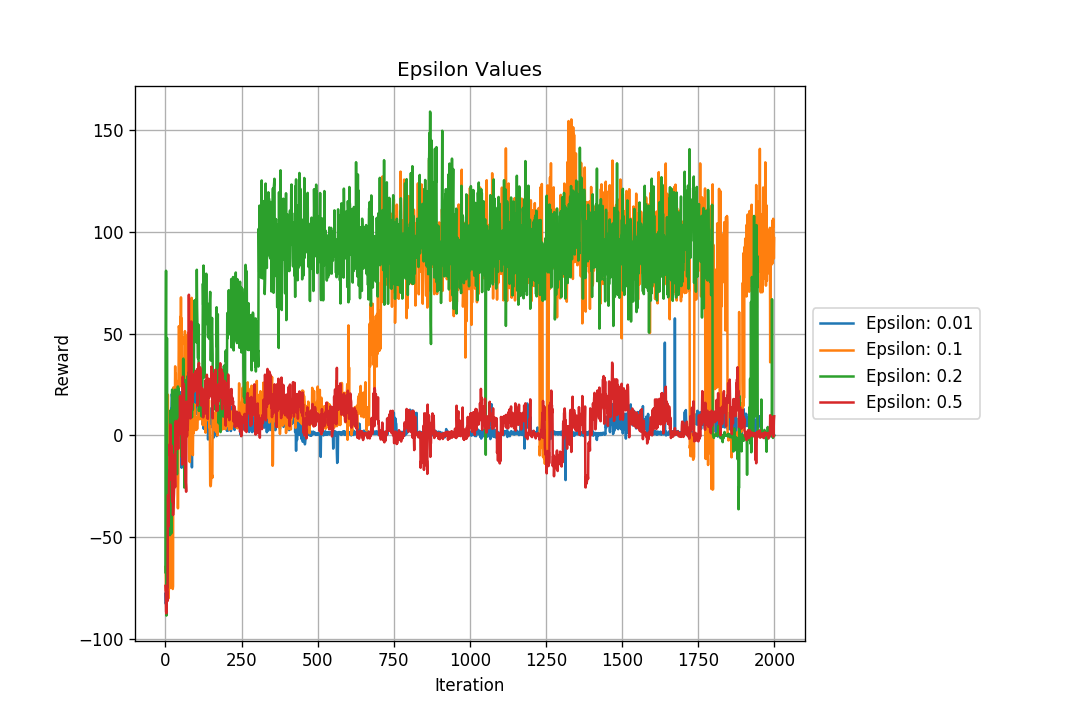 Epsilon Values
150
100
50
0
−50
−100
Reward
0 250 500 750 1000 1250 1500 1750 2000
Iteration
Epsilon: 0.01
Epsilon: 0.1
Epsilon: 0.2
Epsilon: 0.5